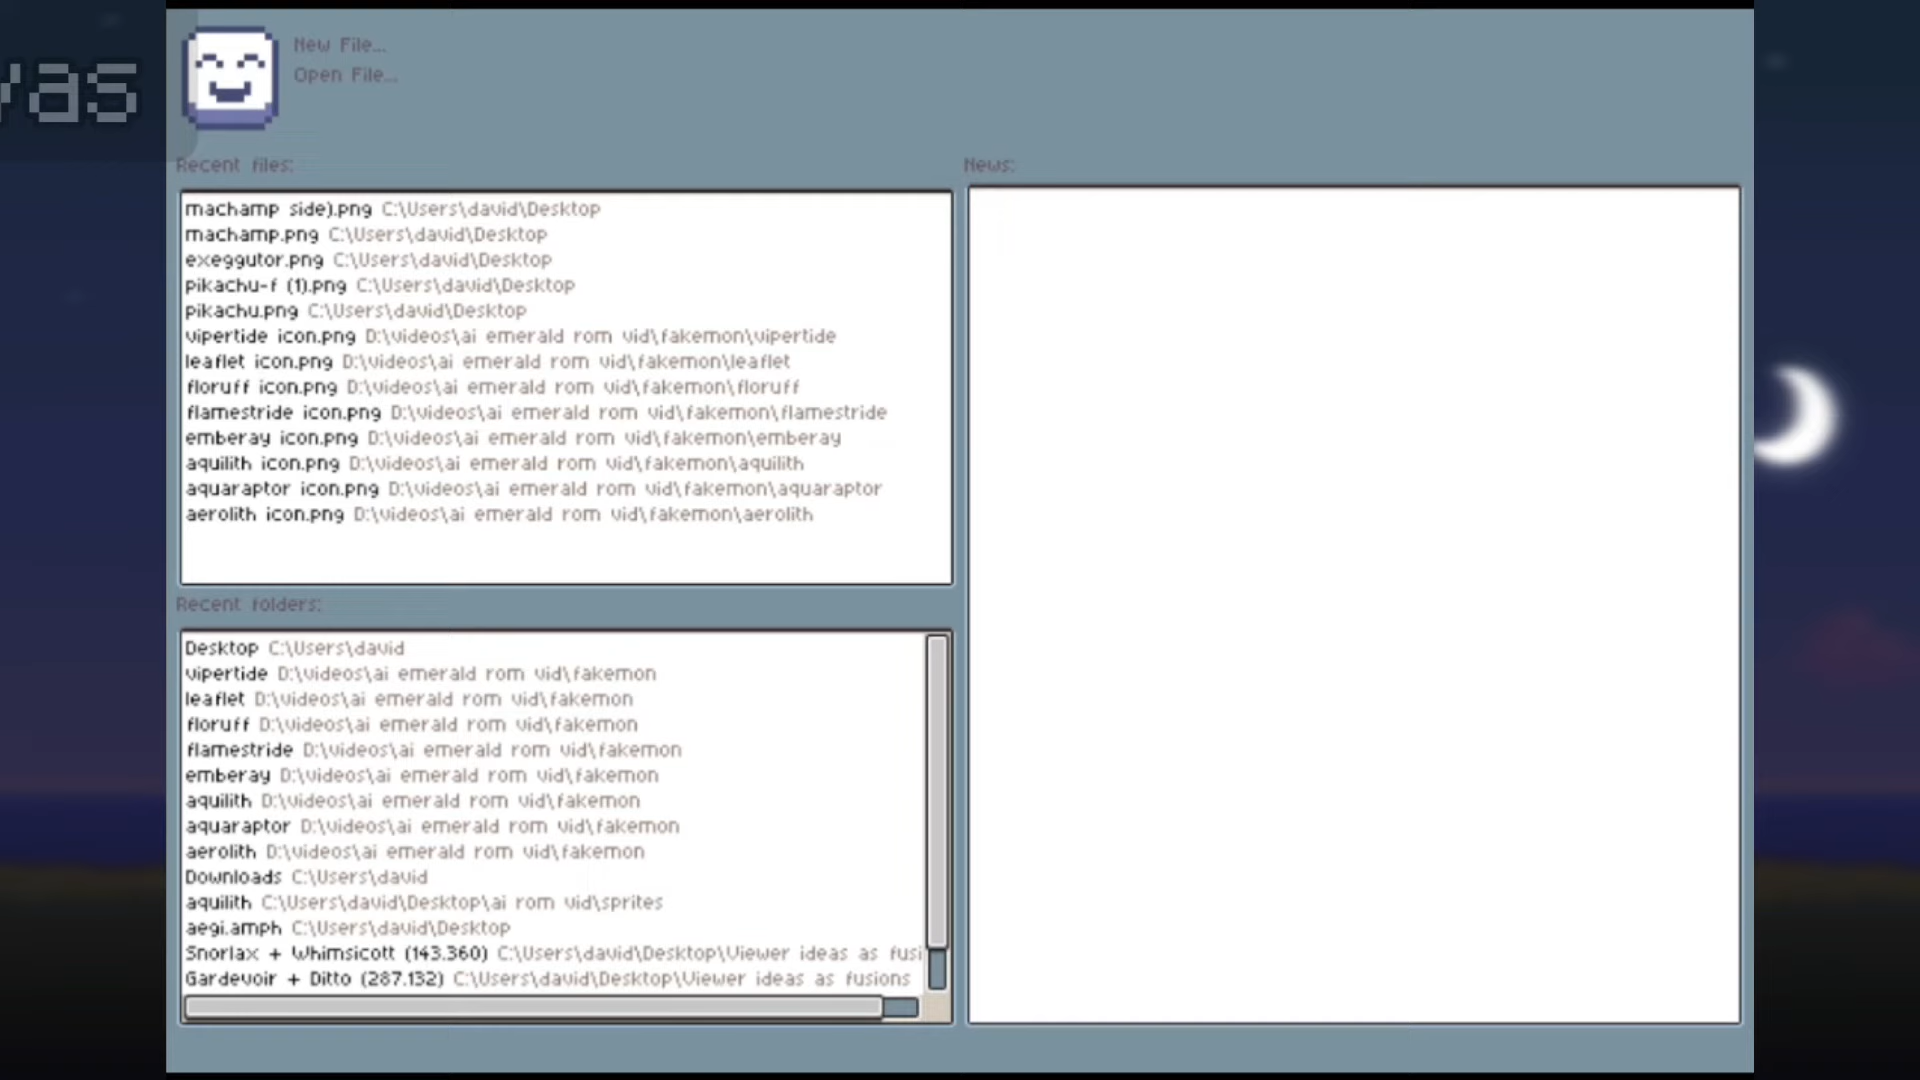 vas
New File...
Open File...
Recent files:
machamp side).png C:\Users\david\Desktop
machamp.png C:\Users\david\Desktop
exeggutor.png C:\Users\david\Desktop
pikachu-f (1).png C:\Users\david\Desktop
pikachu.png C:\Users\david\Desktop
vipertide icon.png D:\videos\ai emerald rom vid\fakemon\vipertide
leaflet icon.png D:\videos\ai emerald rom vid\fakemon\leaflet
floruff icon.png D:\videos\ai emerald rom vid\fakemon\floruff
flamestride icon.png D:\videos\ai emerald rom vid\fakemon\flamestride
emberay icon.png D:\videos\ai emerald rom vid\fakemon\emberay
aquilith icon.png D:\videos\ai emerald rom vid\fakemon\aquilith
aquaraptor icon.png D:\videos\ai emerald rom vid\fakemon\aquaraptor
aerolith icon.png D:\videos\ai emerald rom vid\fakemon\aerolith
Recent folders:
Desktop C:\Users\david
vipertide D:\videos\ai emerald rom vid\fakemon
leaflet D:\videos\ai emerald rom vid\fakemon
floruff D:\videos\ai emerald rom vid\fakemon
flamestride D:\videos\ai emerald rom vid\fakemon
emberay D:\videos\ai emerald rom vid\fakemon
aquilith D:\videos\ai emerald rom vid\fakemon
aquaraptor D:\videos\ai emerald rom vid\fakemon
aerolith D:\videos\ai emerald rom vid\fakemon
Downloads C:\Users\david
aquilith C:\Users\david\Desktop\ai rom vid\sprites
aegi.amph C:\Users\david\Desktop
Snorlax + Whimsicott (143.360) C:\Users\david\Desktop\Viewer ideas as fusi
Gardevoir + Ditto (287.132) C:\Users\david\Desktop\Viewer ideas as fusions
News: